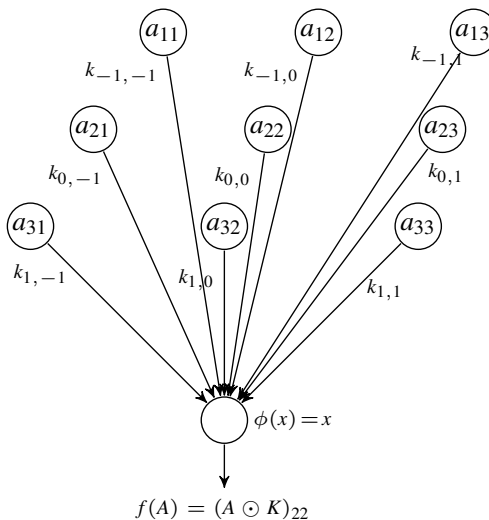 a₁₁ a₁₂ a₁₃
k₋₁,₋₁ k₋₁,₀ k₋₁,₁
a₂₁ a₂₂ a₂₃
k₀,₋₁ k₀,₀ k₀,₁
a₃₁ a₃₂ a₃₃
k₁,₋₁ k₁,₀ k₁,₁
ϕ(x) = x
f(A) = (A ⊙ K)₂₂